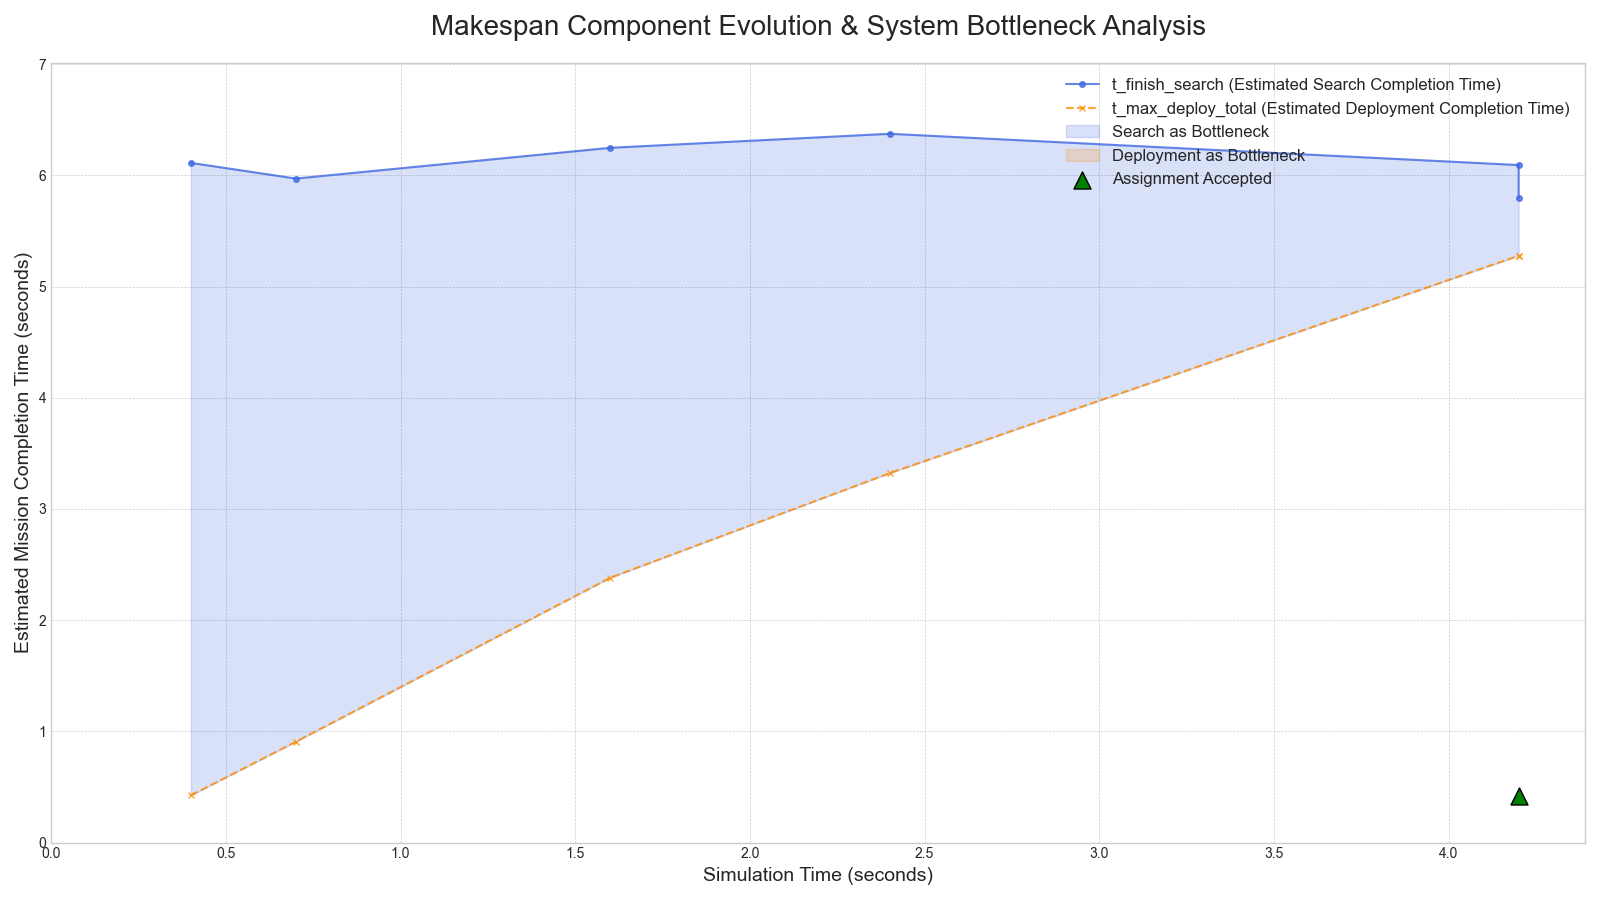 Makespan Component Evolution & System Bottleneck Analysis
t_finish_search (Estimated Search Completion Time)
t_max_deploy_total (Estimated Deployment Completion Time)
Search as Bottleneck
Deployment as Bottleneck
Assignment Accepted
Estimated Mission Completion Time (seconds)
7
6
5
4
3
2
1
0
0.0
0.5
1.0
1.5
2.0
2.5
3.0
3.5
4.0
Simulation Time (seconds)